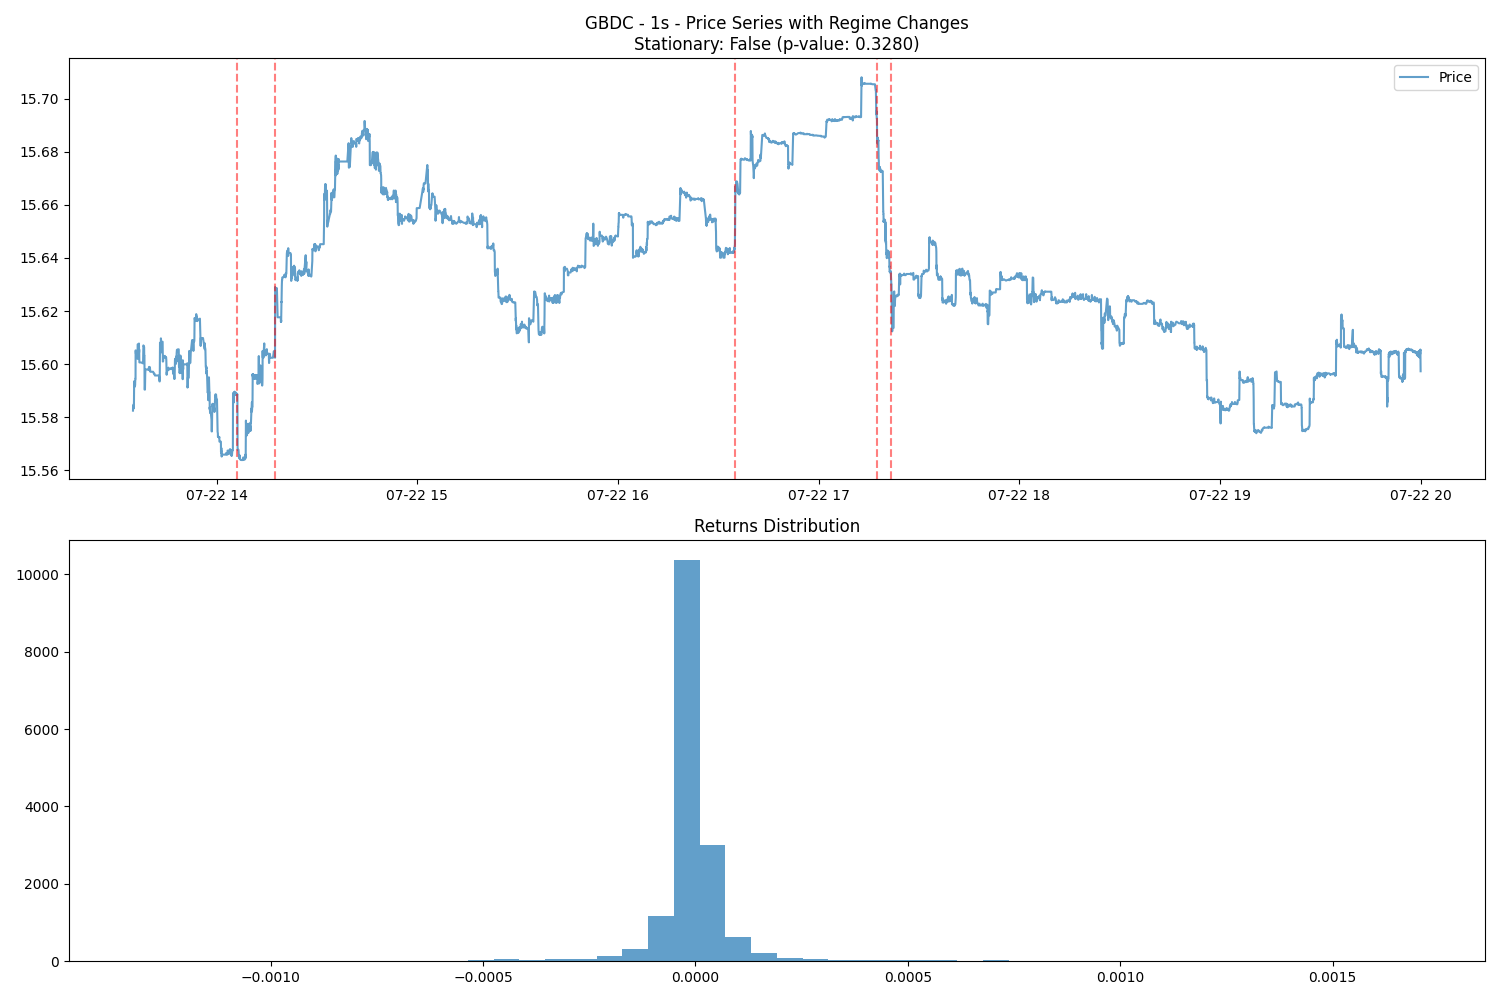 GBDC - 1s - Price Series with Regime Changes
Stationary: False (p-value: 0.3280)
Price
15.70
15.68
15.66
15.64
15.62
15.60
15.58
15.56
07-22 14 07-22 15 07-22 16 07-22 17 07-22 18 07-22 19 07-22 20
Returns Distribution
10000
8000
6000
4000
2000
0
−0.0010 −0.0005 0.0000 0.0005 0.0010 0.0015